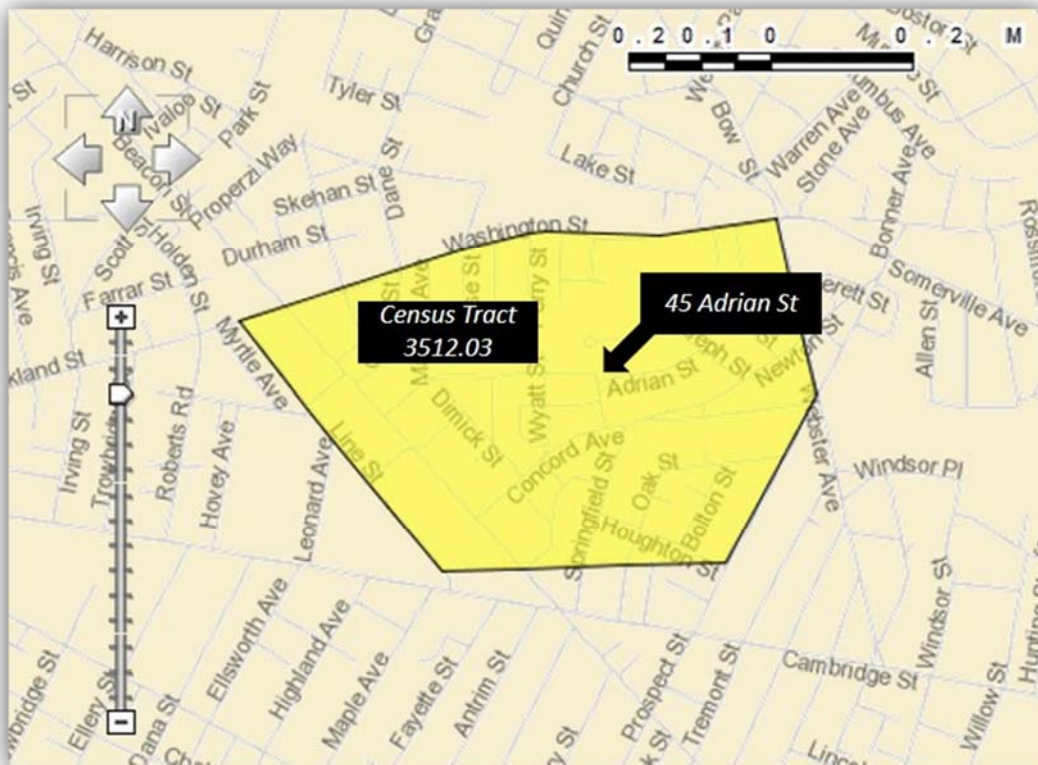 Harrison St
Ivaloo St
Park St
Beacon St
Properzi Way
Tyler St
Dane St
Skehan St
Durham St
Holden St
Scott St
Farrar St
Irving St
Church St
Lake St
Washington St
0.2 0.1 0 0.2 M
Bow St
Warren Ave
Stone Ave
Bonner Ave
Boston St
Somerville Ave
Allen St
N
Census Tract
3512.03
45 Adrian St
Myrtle Ave
Line St
Dimick St
Wyatt St
Adrian St
Concord Ave
Springfield St
Oak St
Houghton St
Bolton St
Webster Ave
Windsor Pl
Irving St
Roberts Rd
Hovey Ave
Leonard Ave
Ellsworth Ave
Highland Ave
Maple Ave
Fayette St
Antrim St
Prospect St
Tremont St
Cambridge St
Windsor St
Willow St
Ellery St
Dana St